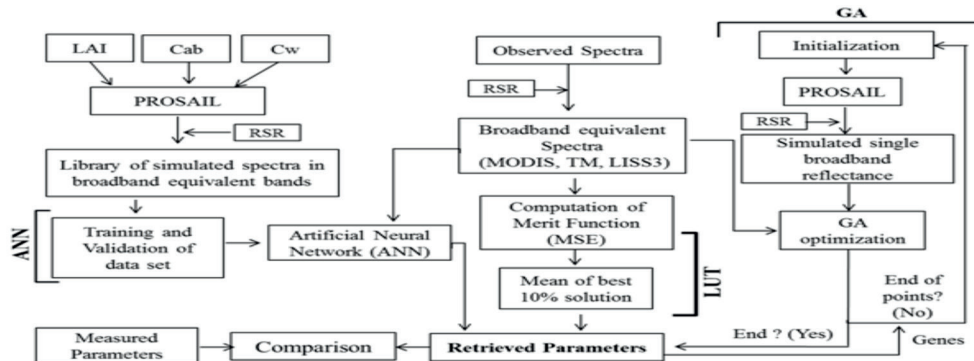 GA
LAI
Cab
Cw
Observed Spectra
Initialization
PROSAIL
RSR
PROSAIL
RSR
RSR
Broadband equivalent
Spectra
(MODIS, TM, LISS3)
Simulated single
broadband
reflectance
Library of simulated spectra in
broadband equivalent bands
ANN
Training and
Validation of
data set
Artificial Neural
Network (ANN)
Computation of
Merit Function
(MSE)
GA
optimization
LUT
Mean of best
10% solution
End of
points?
(No)
Measured
Parameters
Comparison
Retrieved Parameters
End ? (Yes)
Genes